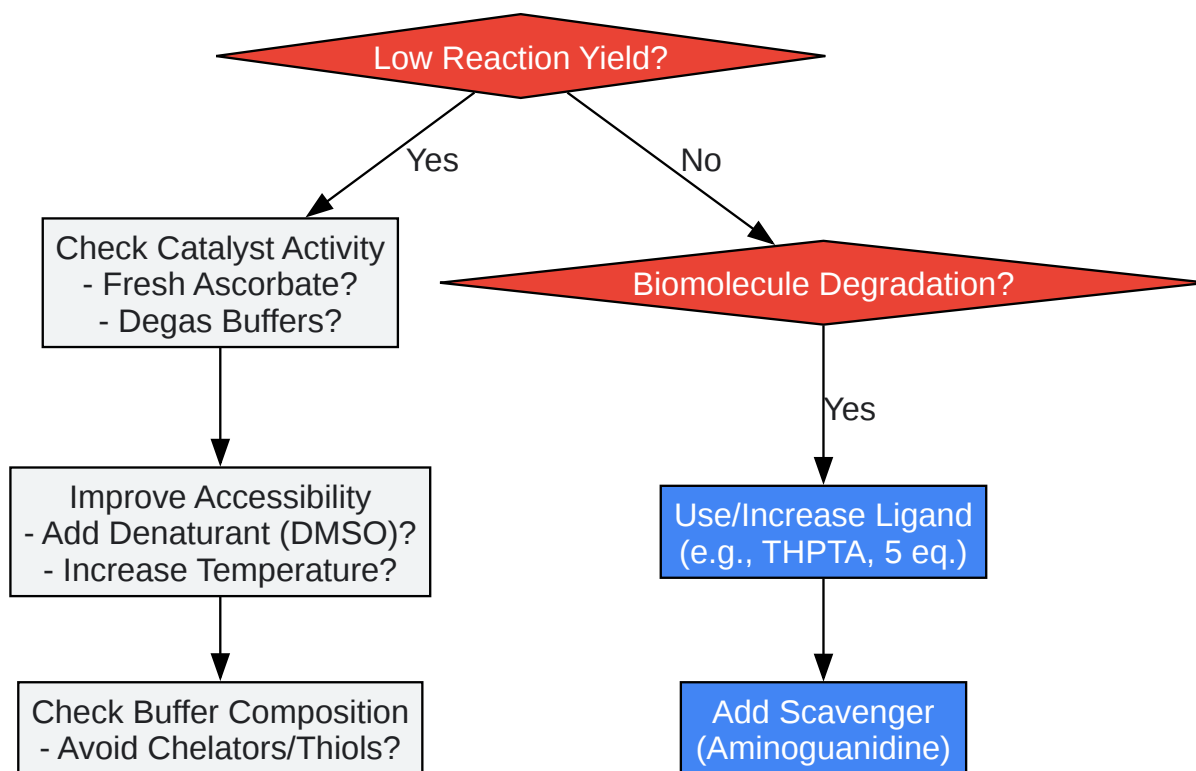 Low Reaction Yield?
Yes
No
Check Catalyst Activity
- Fresh Ascorbate?
- Degas Buffers?
Biomolecule Degradation?
Yes
Improve Accessibility
- Add Denaturant (DMSO)?
- Increase Temperature?
Use/Increase Ligand
(e.g., THPTA, 5 eq.)
Check Buffer Composition
- Avoid Chelators/Thiols?
Add Scavenger
(Aminoguanidine)